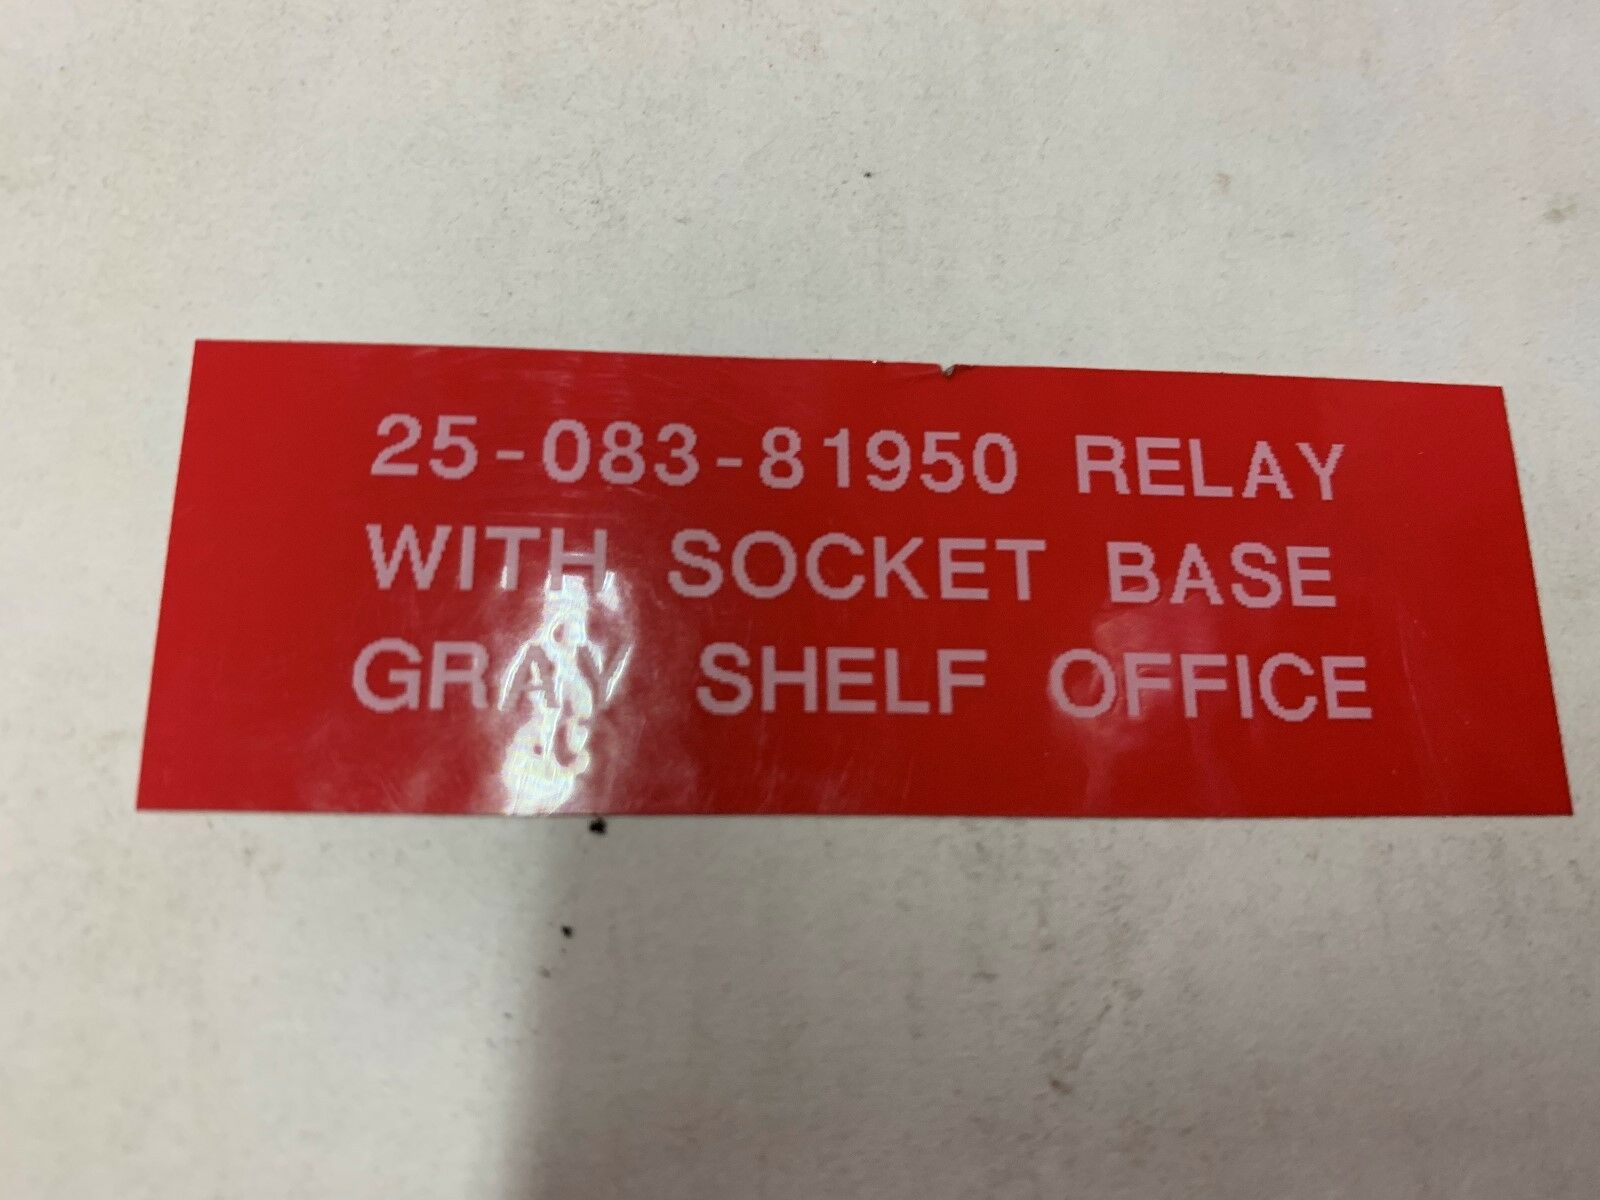 25-083-81950 RELAY
WITH SOCKET BASE
GRAY SHELF OFFICE